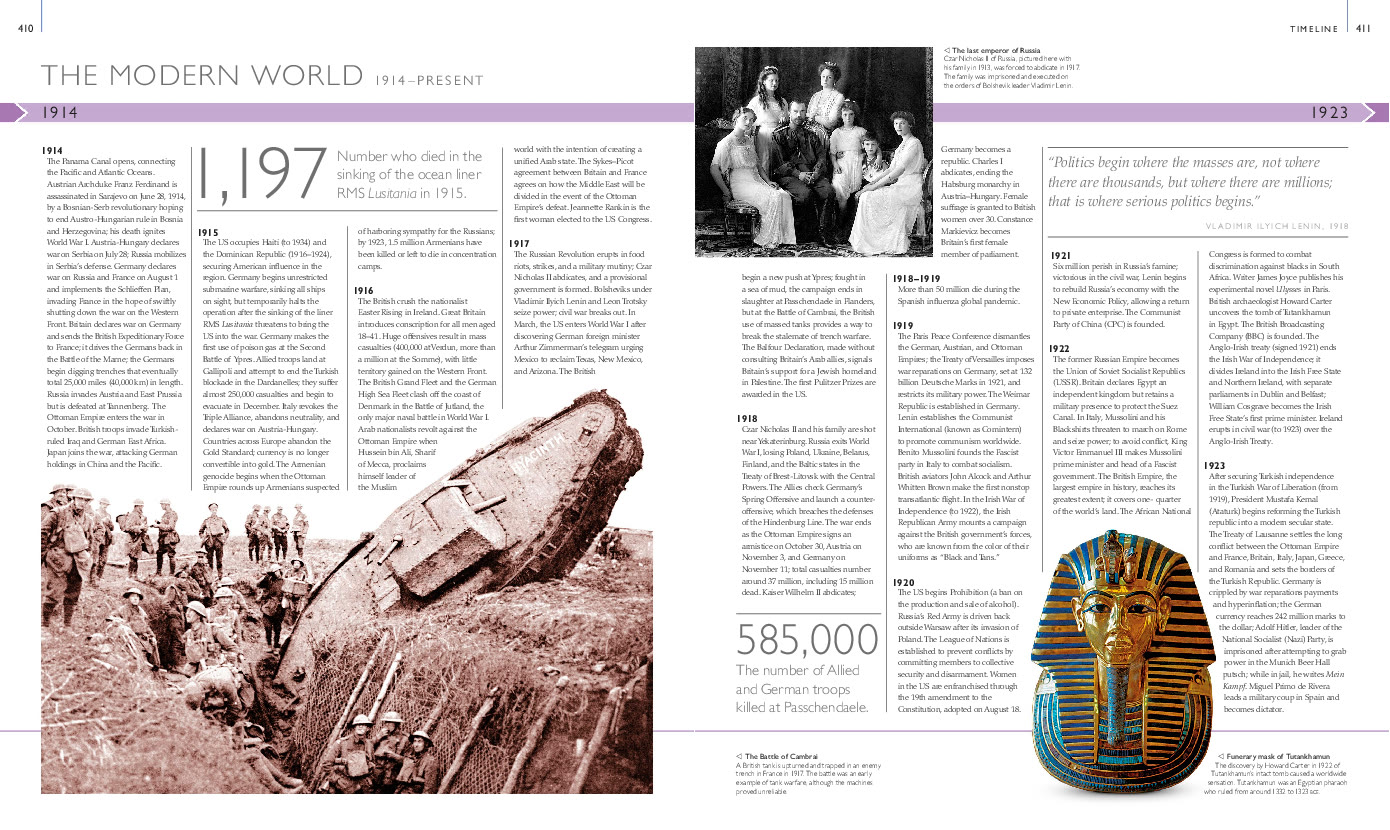 410
TIMELINE 411
THE MODERN WORLD 1914–PRESENT
1914
1914
The Panama Canal opens, connecting
the Pacific and Atlantic Oceans.
Austrian Archduke Franz Ferdinand is
assassinated in Sarajevo on June 28, 1914,
by a Bosnian-Serb revolutionary hoping
to end Austro-Hungarian rule in Bosnia
and Herzegovina; his death ignites
World War I. Austria-Hungary declares
war on Serbia on July 28; Russia mobilizes
in Serbia's defense. Germany declares
war on Russia and France on August 1
and implements the Schlieffen Plan,
invading France in the hope of swiftly
shutting down the war on the Western
Front. Britain declares war on Germany
and sends the British Expeditionary Force
to France; it drives the Germans back in
the Battle of the Marne; the Germans
begin digging trenches that eventually
total 25,000 miles (40,000 km) in length.
Russia invades Austria and East Prussia
but is defeated at Tannenberg. The
Ottoman Empire enters the war in
October. British troops invade Turkish-
ruled Iraq and German East Africa.
Japan joins the war, attacking German
holdings in China and the Pacific.
1,197
Number who died in the
sinking of the ocean liner
RMS Lusitania in 1915.
1915
The US occupies Haiti (to 1934) and
the Dominican Republic (1916–1924),
securing American influence in the
region. Germany begins unrestricted
submarine warfare, sinking all ships
on sight, but temporarily halts the
operation after the sinking of the liner
RMS Lusitania threatens to bring the
US into the war. Germany makes the
first use of poison gas at the Second
Battle of Ypres. Allied troops land at
Gallipoli and attempt to end the Turkish
blockade in the Dardanelles; they suffer
almost 250,000 casualties and begin to
evacuate in December. Italy revokes the
Triple Alliance, abandons neutrality, and
declares war on Austria-Hungary.
Countries across Europe abandon the
Gold Standard; currency is no longer
convertible into gold. The Armenian
genocide begins when the Ottoman
Empire rounds up Armenians suspected
of harboring sympathy for the Russians;
by 1923, 1.5 million Armenians have
been killed or left to die in concentration
camps.
1916
The British crush the nationalist
Easter Rising in Ireland. Great Britain
introduces conscription for all men aged
18–41. Huge offensives result in mass
casualties (400,000 at Verdun, more than
a million at the Somme), with little
territory gained on the Western Front.
The British Grand Fleet and the German
High Sea Fleet clash off the coast of
Denmark in the Battle of Jutland, the
only major naval battle in World War I.
Arab nationalists revolt against the
Ottoman Empire when
Hussein bin Ali, Sharif
of Mecca, proclaims
himself leader of
the Muslim
world with the intention of creating a
unified Arab state. The Sykes–Picot
agreement between Britain and France
agrees on how the Middle East will be
divided in the event of the Ottoman
Empire's defeat. Jeannette Rankin is the
first woman elected to the US Congress.
1917
The Russian Revolution erupts in food
riots, strikes, and a military mutiny; Czar
Nicholas II abdicates, and a provisional
government is formed. Bolsheviks under
Vladimir Ilyich Lenin and Leon Trotsky
seize power; civil war breaks out. In
March, the US enters World War I after
discovering German foreign minister
Arthur Zimmerman's telegram urging
Mexico to reclaim Texas, New Mexico,
and Arizona. The British
HYACINTH
◁ The last emperor of Russia
Czar Nicholas II of Russia, pictured here with
his family in 1913, was forced to abdicate in 1917.
The family was imprisoned and executed on
the orders of Bolshevik leader Vladimir Lenin.
1923
begin a new push at Ypres; fought in
a sea of mud, the campaign ends in
slaughter at Passchendaele in Flanders,
but at the Battle of Cambrai, the British
use of massed tanks provides a way to
break the stalemate of trench warfare.
The Balfour Declaration, made without
consulting Britain's Arab allies, signals
Britain's support for a Jewish homeland
in Palestine. The first Pulitzer Prizes are
awarded in the US.
1918
Czar Nicholas II and his family are shot
near Yekaterinburg. Russia exits World
War I, losing Poland, Ukraine, Belarus,
Finland, and the Baltic states in the
Treaty of Brest-Litovsk with the Central
Powers. The Allies check Germany's
Spring Offensive and launch a counter-
offensive, which breaches the defenses
of the Hindenburg Line. The war ends
as the Ottoman Empire signs an
armistice on October 30, Austria on
November 3, and Germany on
November 11; total casualties number
around 37 million, including 15 million
dead. Kaiser Wilhelm II abdicates;
585,000
The number of Allied
and German troops
killed at Passchendaele.
◁ The Battle of Cambrai
A British tank is upturned and trapped in an enemy
trench in France in 1917. The battle was an early
example of tank warfare, although the machines
proved unreliable.
Germany becomes a
republic. Charles I
abdicates, ending the
Habsburg monarchy in
Austria–Hungary. Female
suffrage is granted to British
women over 30. Constance
Markievicz becomes
Britain's first female
member of parliament.
1918–1919
More than 50 million die during the
Spanish influenza global pandemic.
1919
The Paris Peace Conference dismantles
the German, Austrian, and Ottoman
Empires; the Treaty of Versailles imposes
war reparations on Germany, set at 132
billion Deutsche Marks in 1921, and
restricts its military power. The Weimar
Republic is established in Germany.
Lenin establishes the Communist
International (known as Comintern)
to promote communism worldwide.
Benito Mussolini founds the Fascist
party in Italy to combat socialism.
British aviators John Alcock and Arthur
Whitten Brown make the first nonstop
transatlantic flight. In the Irish War of
Independence (to 1922), the Irish
Republican Army mounts a campaign
against the British government's forces,
who are known from the color of their
uniforms as "Black and Tans."
1920
The US begins Prohibition (a ban on
the production and sale of alcohol).
Russia's Red Army is driven back
outside Warsaw after its invasion of
Poland. The League of Nations is
established to prevent conflicts by
committing members to collective
security and disarmament. Women
in the US are enfranchised through
the 19th amendment to the
Constitution, adopted on August 18.
"Politics begin where the masses are, not where
there are thousands, but where there are millions;
that is where serious politics begins."
VLADIMIR ILYICH LENIN, 1918
1921
Six million perish in Russia's famine;
victorious in the civil war, Lenin begins
to rebuild Russia's economy with the
New Economic Policy, allowing a return
to private enterprise. The Communist
Party of China (CPC) is founded.
1922
The former Russian Empire becomes
the Union of Soviet Socialist Republics
(USSR). Britain declares Egypt an
independent kingdom but retains a
military presence to protect the Suez
Canal. In Italy, Mussolini and his
Blackshirts threaten to march on Rome
and seize power; to avoid conflict, King
Victor Emmanuel III makes Mussolini
prime minister and head of a Fascist
government. The British Empire, the
largest empire in history, reaches its
greatest extent; it covers one- quarter
of the world's land. The African National
Congress is formed to combat
discrimination against blacks in South
Africa. Writer James Joyce publishes his
experimental novel Ulysses in Paris.
British archaeologist Howard Carter
uncovers the tomb of Tutankhamun
in Egypt. The British Broadcasting
Company (BBC) is founded. The
Anglo-Irish treaty (signed 1921) ends
the Irish War of Independence; it
divides Ireland into the Irish Free State
and Northern Ireland, with separate
parliaments in Dublin and Belfast;
William Cosgrave becomes the Irish
Free State's first prime minister. Ireland
erupts in civil war (to 1923) over the
Anglo-Irish Treaty.
1923
After securing Turkish independence
in the Turkish War of Liberation (from
1919), President Mustafa Kemal
(Ataturk) begins reforming the Turkish
republic into a modern secular state.
The Treaty of Lausanne settles the long
conflict between the Ottoman Empire
and France, Britain, Italy, Japan, Greece,
and Romania and sets the borders of
the Turkish Republic. Germany is
crippled by war reparations payments
and hyperinflation; the German
currency reaches 242 million marks to
the dollar; Adolf Hitler, leader of the
National Socialist (Nazi) Party, is
imprisoned after attempting to grab
power in the Munich Beer Hall
putsch; while in jail, he writes Mein
Kampf. Miguel Primo de Rivera
leads a military coup in Spain and
becomes dictator.
◁ Funerary mask of Tutankhamun
The discovery by Howard Carter in 1922 of
Tutankhamun's intact tomb caused a worldwide
sensation. Tutankhamun was an Egyptian pharaoh
who ruled from around 1332 to 1323 BCE.